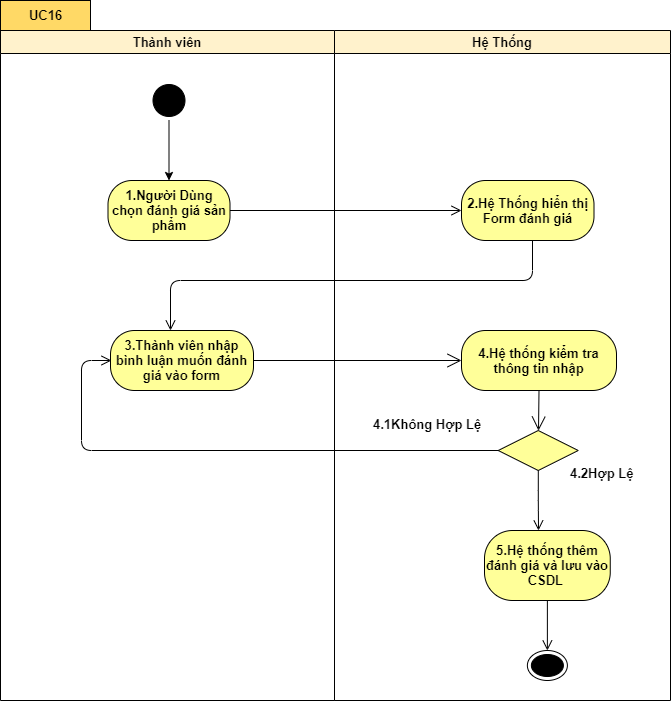 UC16
Thành viên
Hệ Thống
1.Người Dùng
chọn đánh giá sản
phẩm
2.Hệ Thống hiển thị
Form đánh giá
3.Thành viên nhập
bình luận muốn đánh
giá vào form
4.Hệ thống kiểm tra
thông tin nhập
4.1Không Hợp Lệ
4.2Hợp Lệ
5.Hệ thống thêm
đánh giá và lưu vào
CSDL